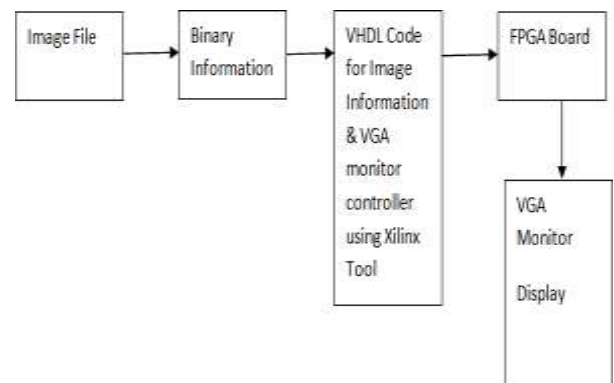 Image File
Binary
Information
VHDL Code
for Image
Information
& VGA
monitor
controller
using Xilinx
Tool
FPGA Board
VGA
Monitor
Display